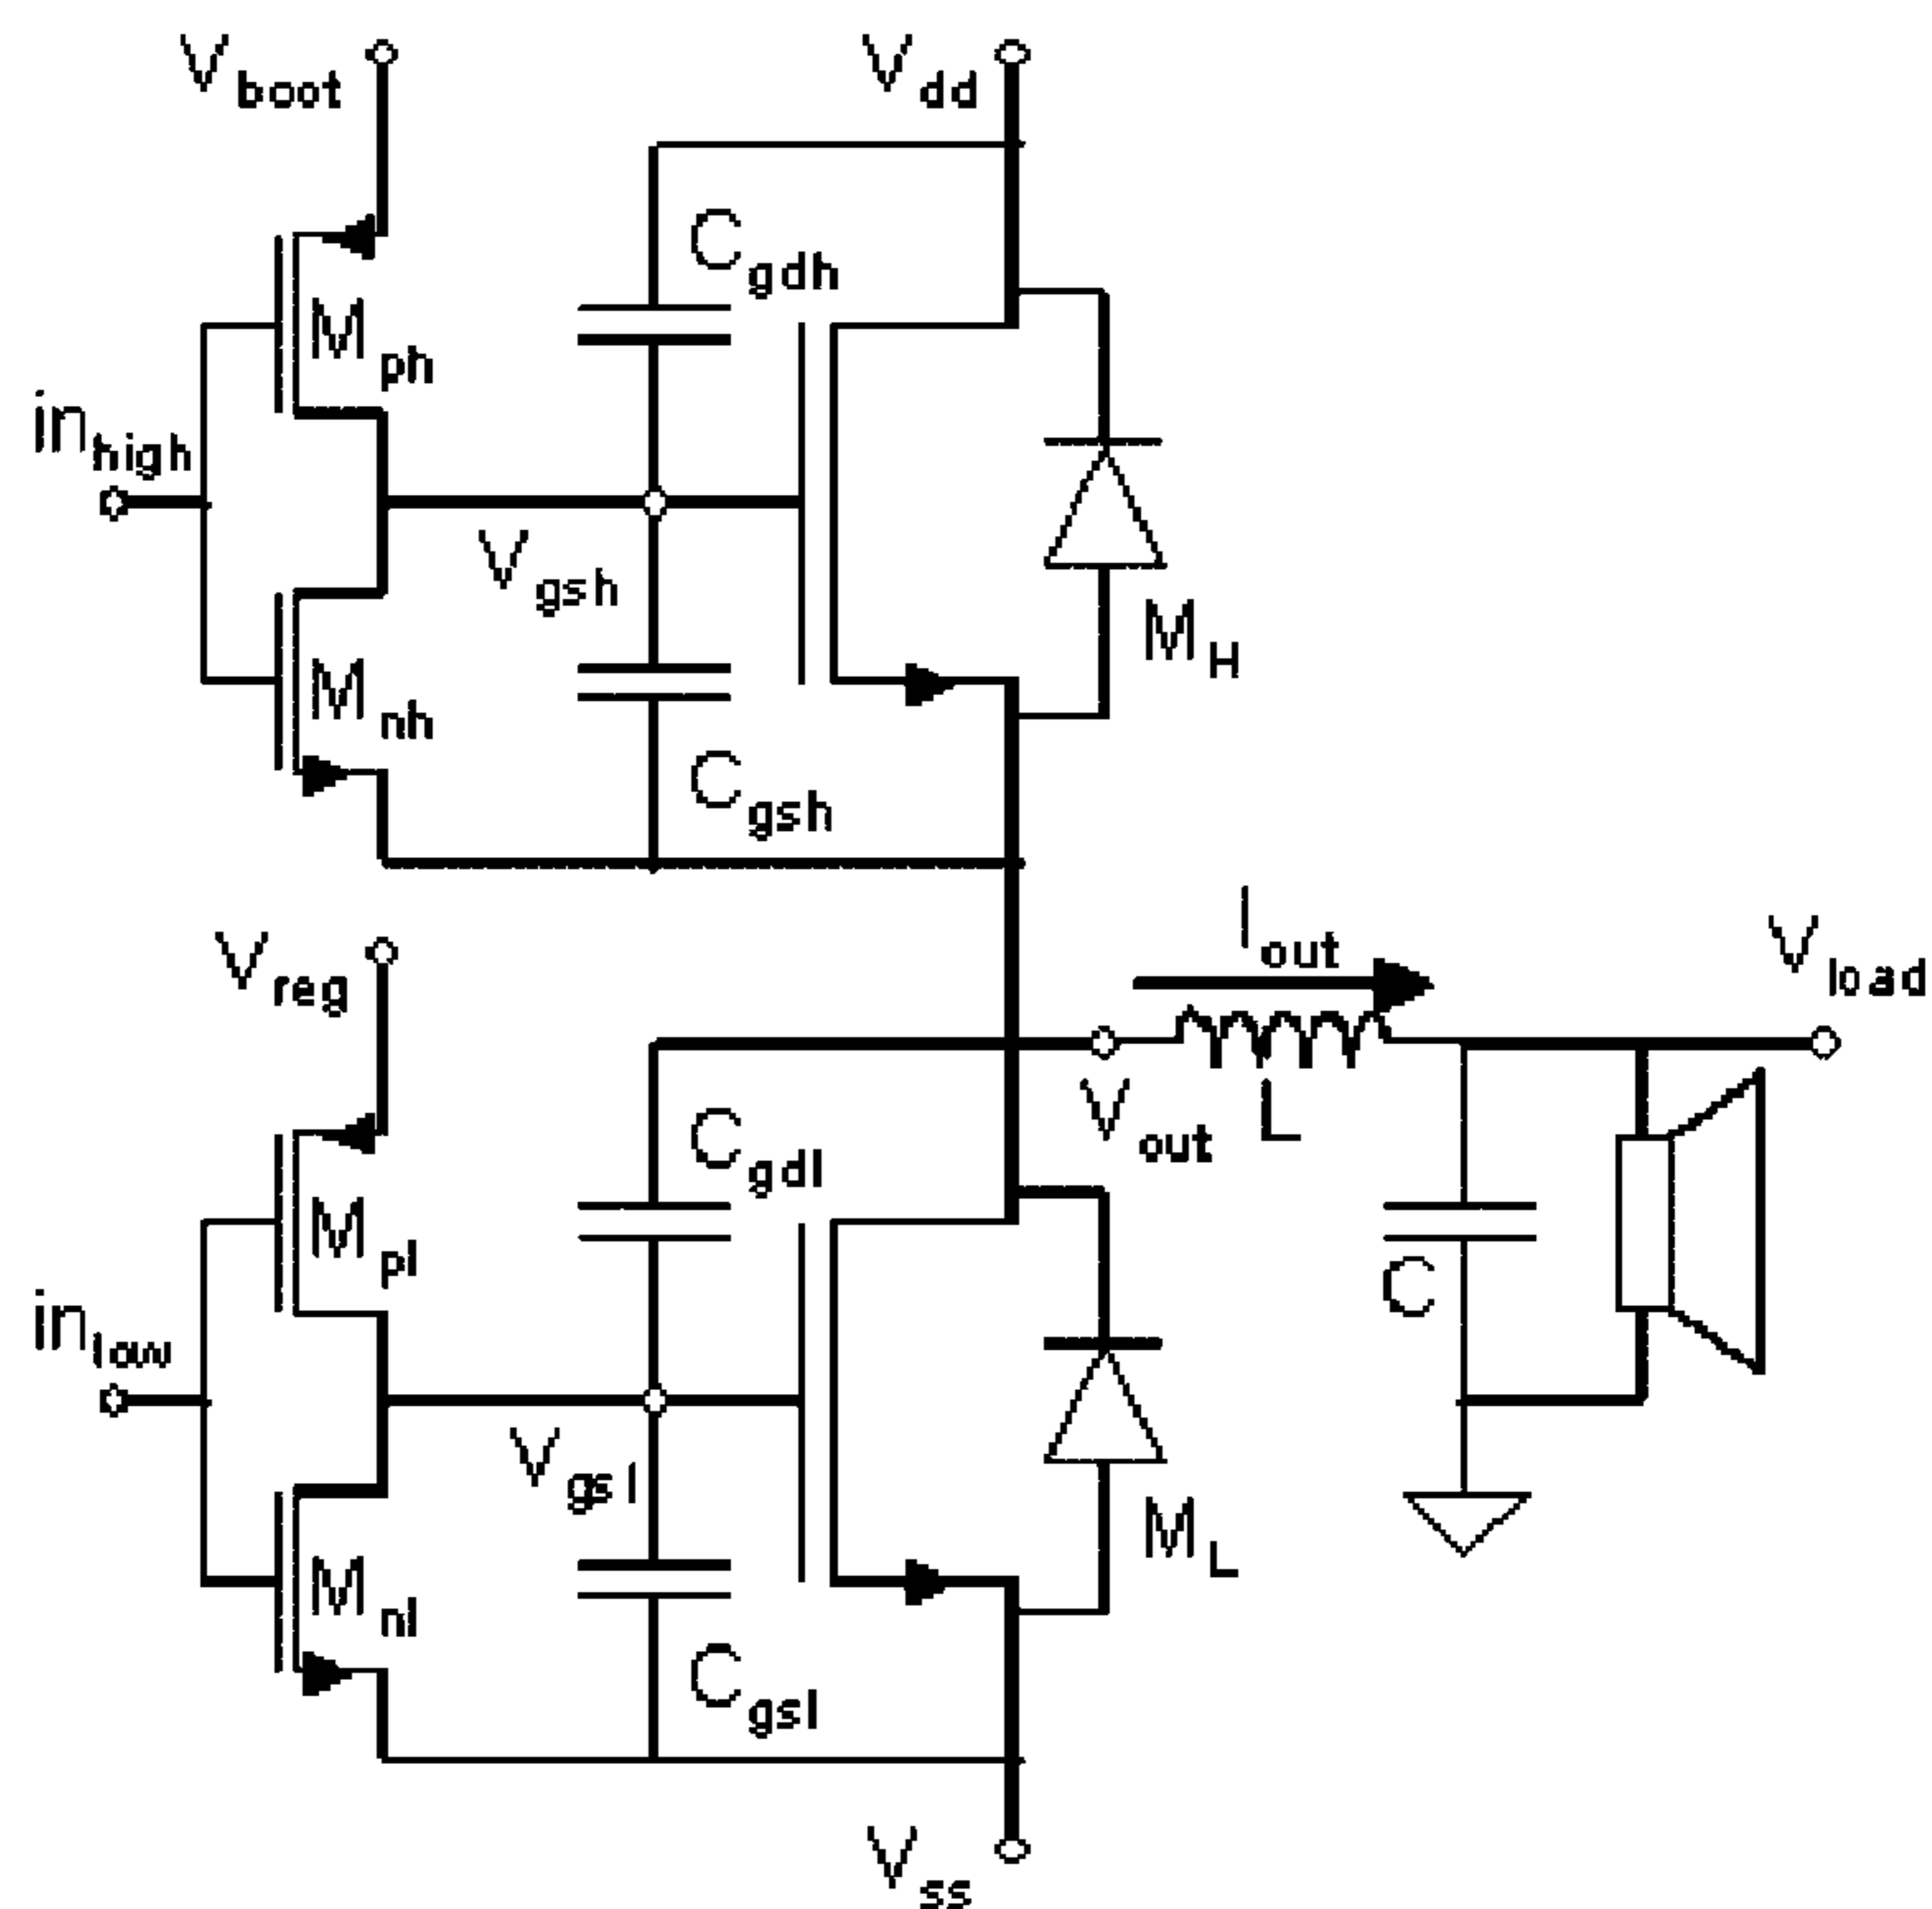 Vboot
Vdd
Cgdh
Mph
inhigh
Vgsh
MH
Mnh
Cgsh
Iout
Vload
Vreg
Vout
L
Cgdl
Mpl
C
inlow
Vgsl
ML
Mnl
Cgsl
Vss